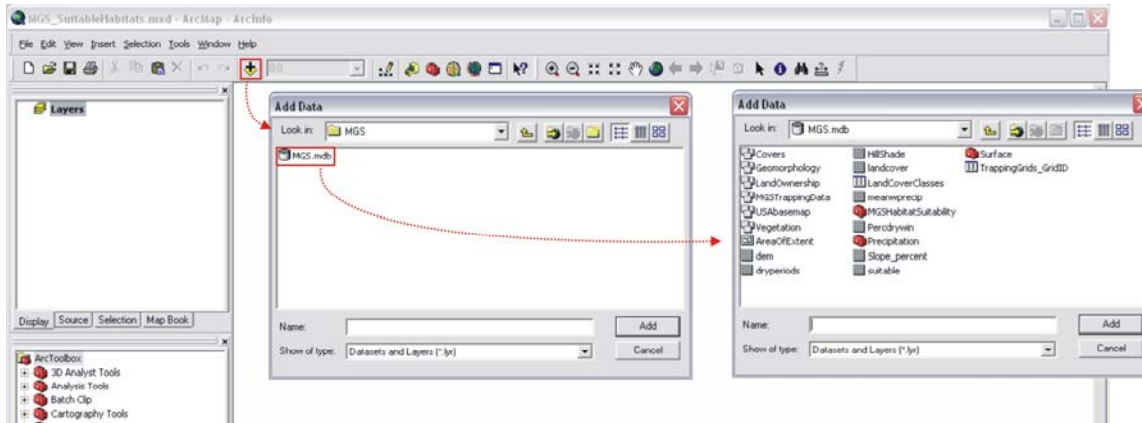 MGS_SuitableHabitats.mxd - ArcMap - ArcInfo
File Edit View Insert Selection Tools Window Help
Layers
Display Source Selection Map Book
ArcToolbox
3D Analyst Tools
Analysis Tools
Batch Clip
Cartography Tools
Add Data
Look in: MGS
MGS.mdb
Name: Add
Show of type: Datasets and Layers (*.lyr) Cancel
Add Data
Look in: MGS.mdb
Covers
Geomorphology
LandOwnership
MGSTrappingData
USAbasemap
Vegetation
AreaOfExtent
dem
dryperiods
HillShade
landcover
LandCoverClasses
meanwprecip
MGSHabitatSuitability
Percdrywin
Precipitation
Slope_percent
suitable
Surface
TrappingGrids_GridID
Name: Add
Show of type: Datasets and Layers (*.lyr) Cancel